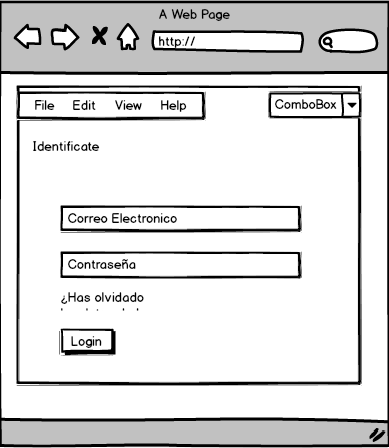 A Web Page
http://
File Edit View Help
ComboBox
Identificate
Correo Electronico
Contraseña
¿Has olvidado
Login